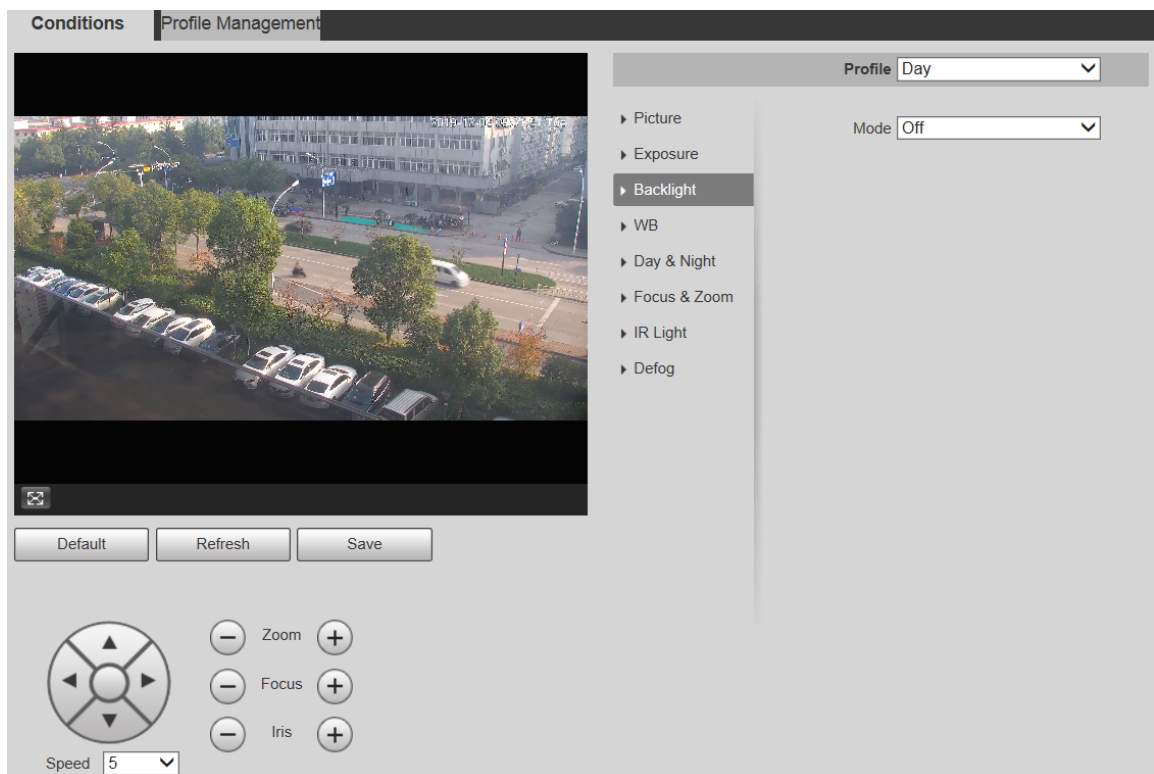 Conditions
Profile Management
Profile Day
Picture
Mode Off
Exposure
Backlight
WB
Day & Night
Focus & Zoom
IR Light
Defog
Default Refresh Save
Zoom
Focus
Iris
Speed 5